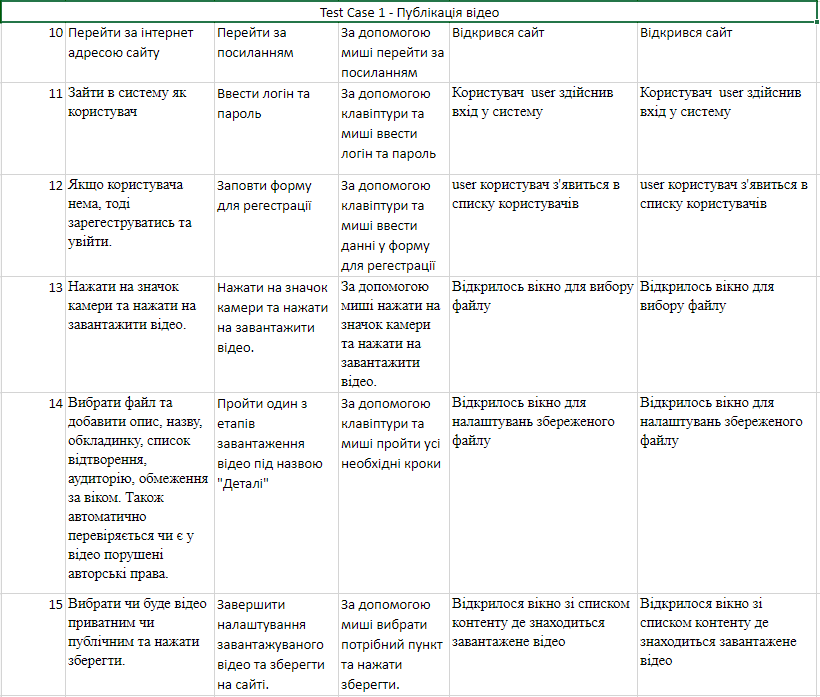 Test Case 1 - Публікація відео
10
Перейти за інтернет
адресою сайту
Перейти за
посиланням
За допомогою
миші перейти за
посиланням
Відкрився сайт
Відкрився сайт
11
Зайти в систему як
користувач
Ввести логін та
пароль
За допомогою
клавіптури та
миші ввести
логін та пароль
Користувач user здійснив
вхід у систему
Користувач user здійснив
вхід у систему
12
Якщо користувача
нема, тоді
зарегеструватись та
увійти.
Заповти форму
для регестрації
За допомогою
клавіптури та
миші ввести
данні у форму
для регестрації
user користувач з'явиться в
списку користувачів
user користувач з'явиться в
списку користувачів
13
Нажати на значок
камери та нажати на
завантажити відео.
Нажати на значок
камери та нажати
на завантажити
відео.
За допомогою
миші нажати на
значок камери
та нажати на
завантажити
відео.
Відкрилось вікно для вибору
файлу
Відкрилось вікно для
вибору файлу
14
Вибрати файл та
добавити опис, назву,
обкладинку, список
відтворення,
аудиторію, обмеження
за віком. Також
автоматично
перевіряється чи є у
відео порушені
авторські права.
Пройти один з
етапів
завантаження
відео під назвою
"Деталі"
За допомогою
клавіптури та
миші пройти усі
необхідні кроки
Відкрилось вікно для
налаштувань збереженого
файлу
Відкрилось вікно для
налаштувань збереженого
файлу
15
Вибрати чи буде відео
приватним чи
публічним та нажати
зберегти.
Завершити
налаштування
завантажуваного
відео та зберегти
на сайті.
За допомогою
миші вибрати
потрібний пункт
та нажати
зберегти.
Відкрилося вікно зі списком
контенту де знаходиться
завантажене відео
Відкрилося вікно зі
списком контенту де
знаходиться завантажене
відео